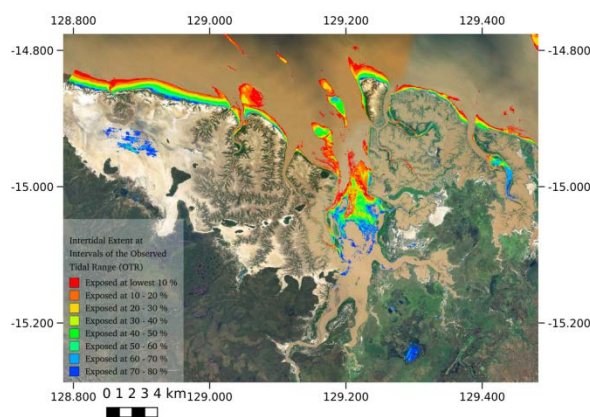 128.800 129.000 129.200 129.400
-14.800 -14.800
-15.000 -15.000
-15.200 -15.200
Intertidal Extent at
Intervals of the Observed
Tidal Range (OTR)
Exposed at lowest 10 %
Exposed at 10 - 20 %
Exposed at 20 - 30 %
Exposed at 30 - 40 %
Exposed at 40 - 50 %
Exposed at 50 - 60 %
Exposed at 60 - 70 %
Exposed at 70 - 80 %
128.800 129.000 129.200 129.400
0 1 2 3 4 km